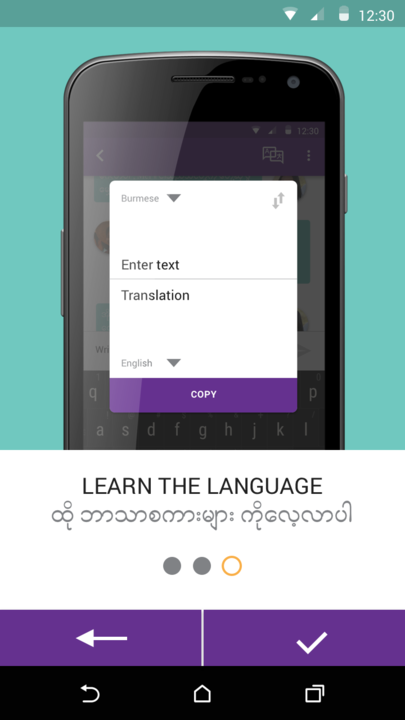 12:30
12:30
Burmese
Enter text
Translation
English
Wri
q
p
a s d f g h j k l
COPY
LEARN THE LANGUAGE
ထို ဘာသာစကားများ ကိုလေ့လာပါ